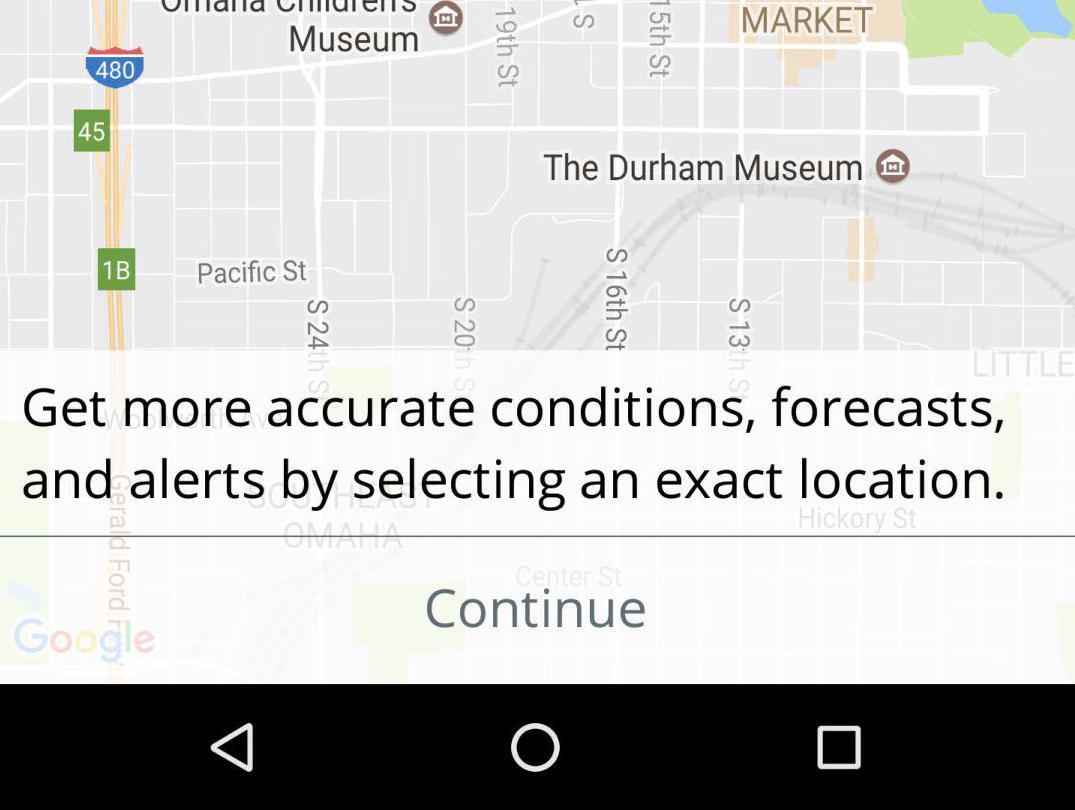 Omaha Children's
Museum
19th St
15th St
MARKET
480
45
The Durham Museum
1B
Pacific St
S 24th St
S 20th S
S 16th St
S 13th St
LITTLE
Get more accurate conditions, forecasts,
Woolworth Av
and alerts by selecting an exact location.
SOUTHEAST
OMAHA
Hickory St
Gerald Ford
Center St
Continue
Google